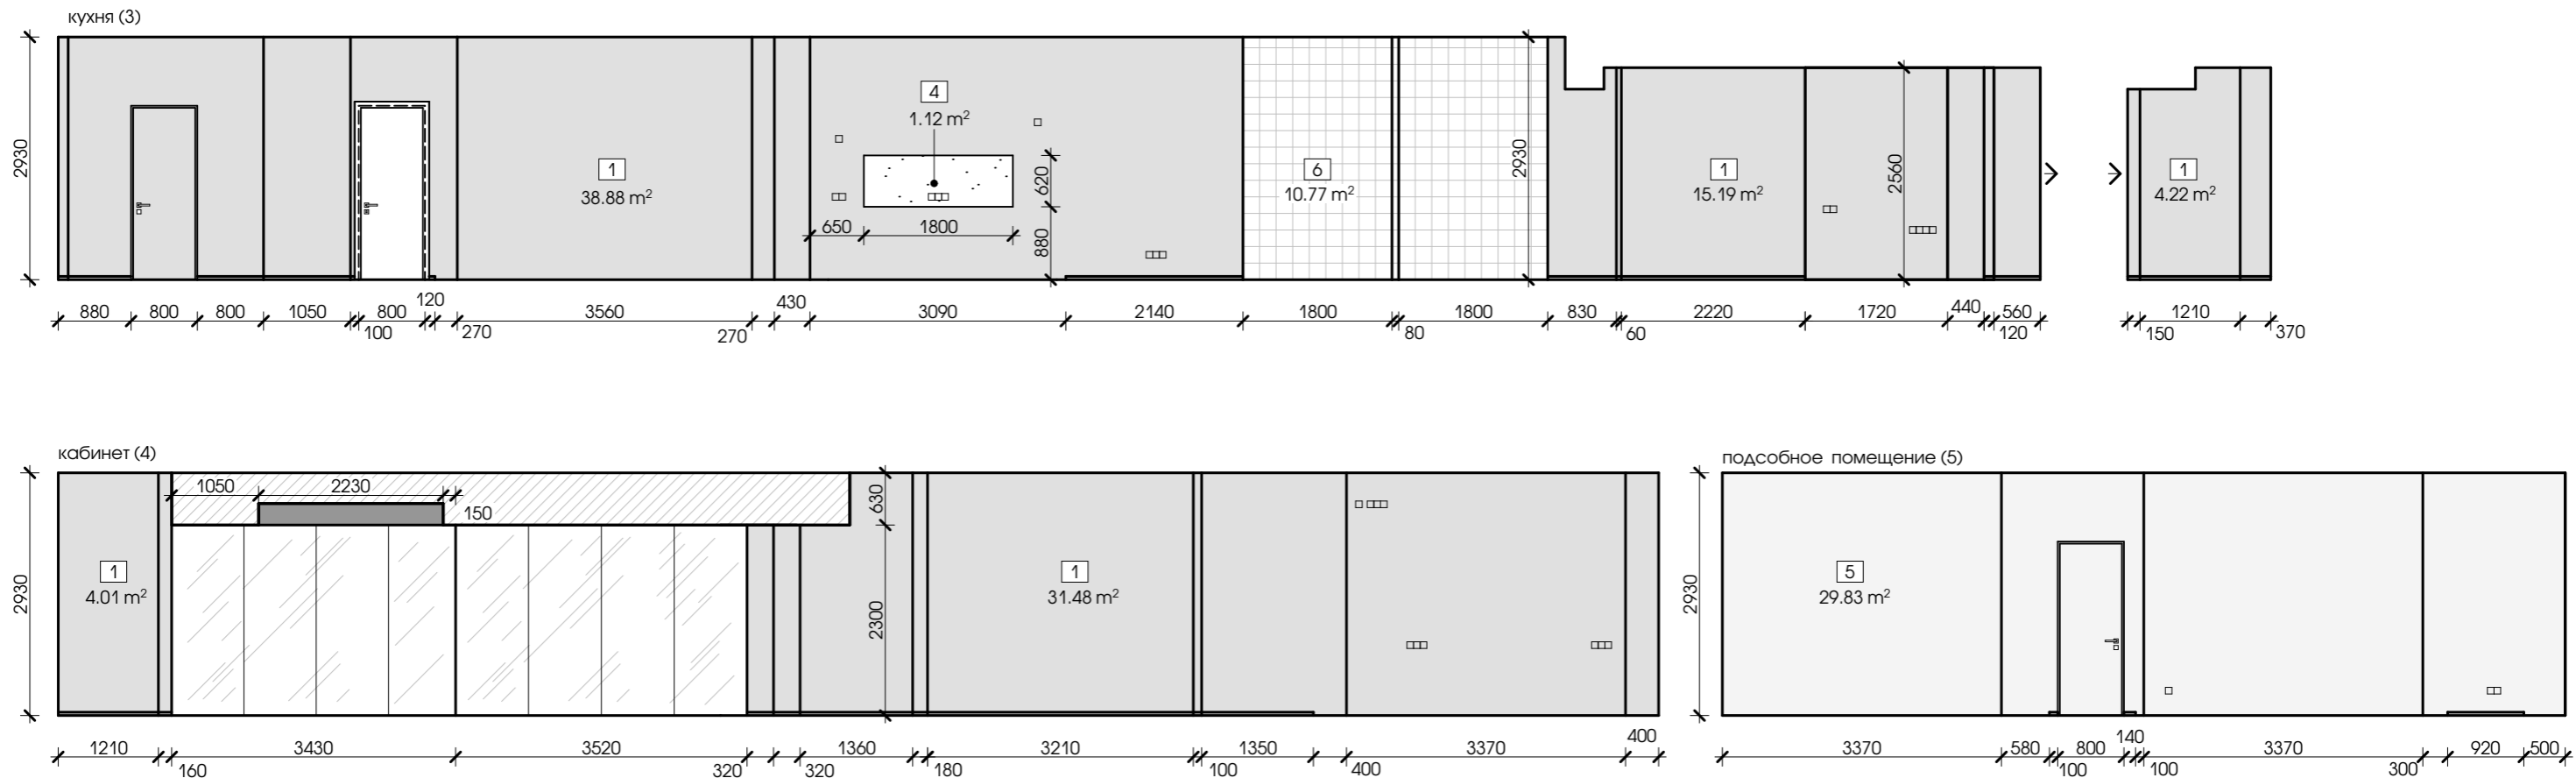 кухня (3)
2930
1
38.88 m²
4
1.12 m²
620
880
650 1800
6
10.77 m²
2930
1
15.19 m²
2560
1
4.22 m²
880 800 800 1050 100 800 120 270 3560 270 430 3090 2140 1800 80 1800 830 60 2220 1720 440 120 560
150 1210 370
кабинет (4)
2930
1050 2230 150
630
2300
1
4.01 m²
1
31.48 m²
1210 160 3430 3520 320 320 1360 180 3210 100 1350 400 3370 400
подсобное помещение (5)
2930
5
29.83 m²
3370 580 100 800 140 100 3370 300 920 500